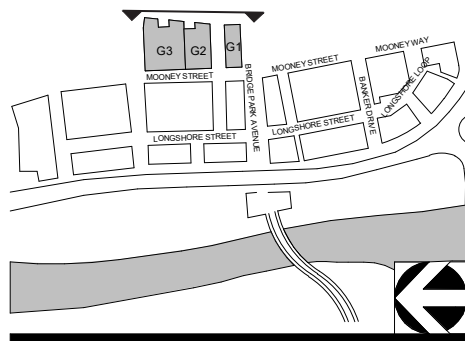 G3
G2
G1
MOONEY STREET
BRIDGE PARK AVENUE
MOONEY STREET
MOONEY WAY
LONGSHORE LOOP
BANKER DRIVE
LONGSHORE STREET
LONGSHORE STREET